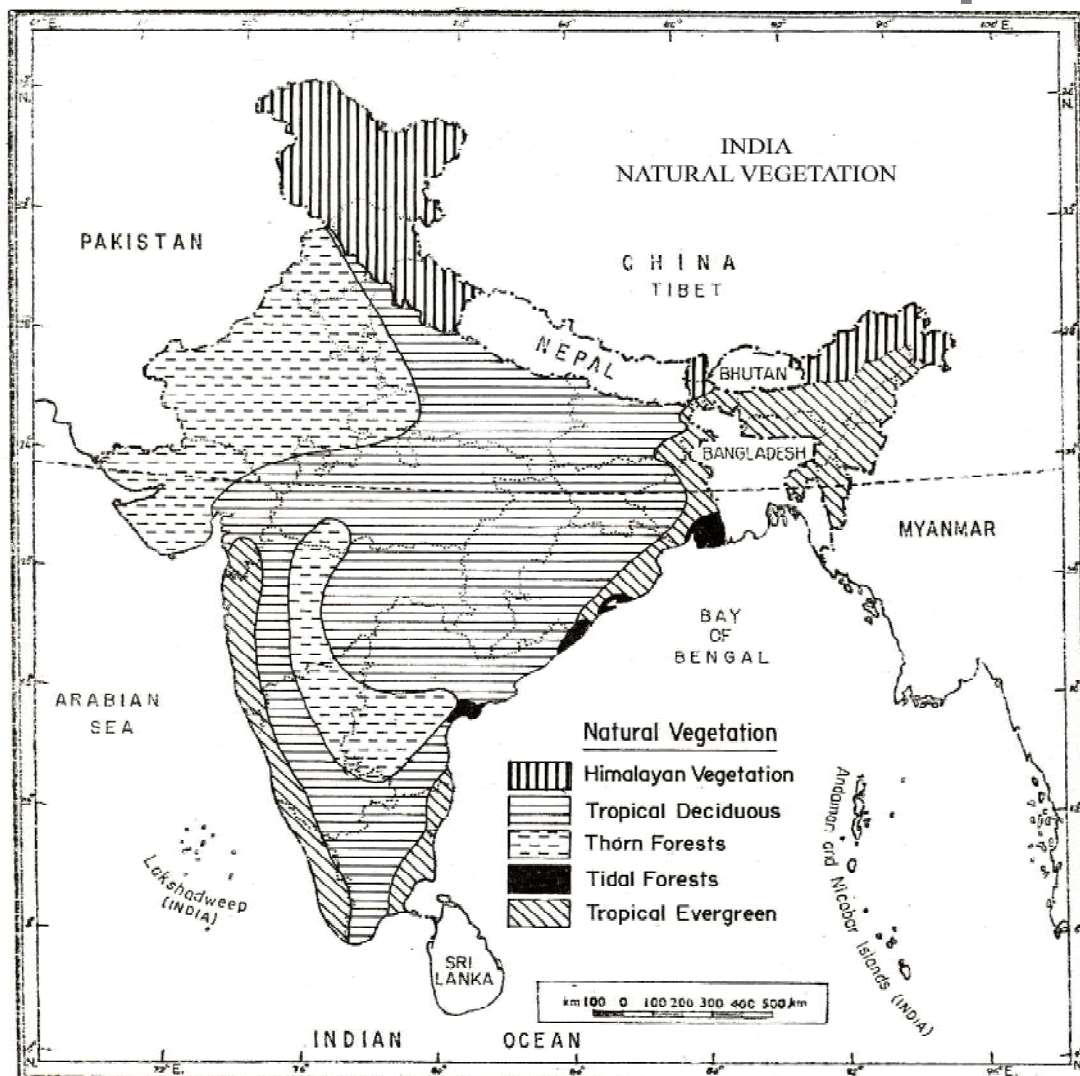 INDIA
NATURAL VEGETATION
PAKISTAN
CHINA
TIBET
NEPAL
BHUTAN
BANGLADESH
MYANMAR
BAY
OF
BENGAL
ARABIAN
SEA
Natural Vegetation
Himalayan Vegetation
Tropical Deciduous
Thorn Forests
Tidal Forests
Tropical Evergreen
Lakshadweep
(INDIA)
Andaman and Nicobar Islands (INDIA)
SRI
LANKA
km 100 0 100 200 300 400 500 km
INDIAN OCEAN